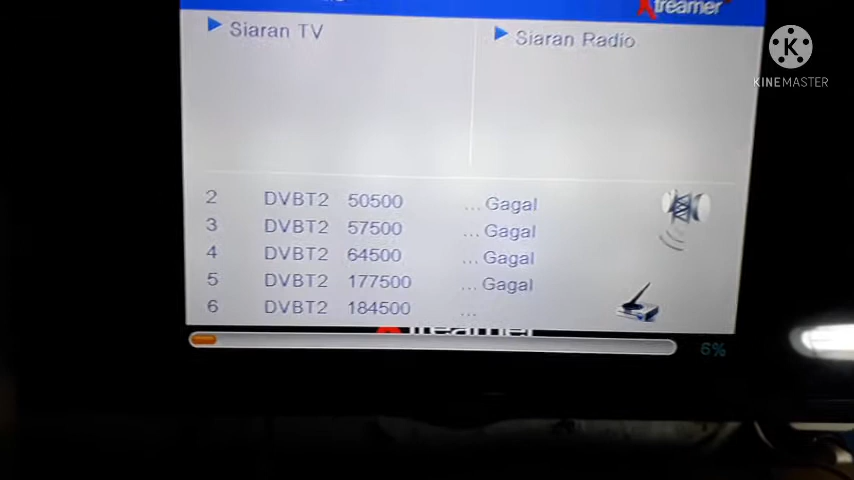 Xtreamer
Siaran TV
Siaran Radio
K
KINEMASTER
2 DVBT2 50500 ... Gagal
3 DVBT2 57500 ... Gagal
4 DVBT2 64500 ... Gagal
5 DVBT2 177500 ... Gagal
6 DVBT2 184500 ...
Xtreamer
6%